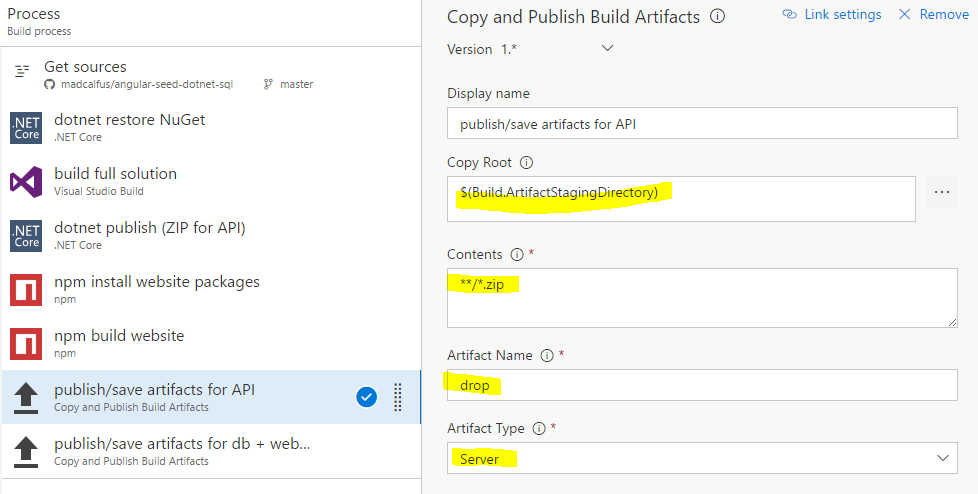 Process
Build process
Get sources
madcalfus/angular-seed-dotnet-sql master
.NET Core
dotnet restore NuGet
.NET Core
build full solution
Visual Studio Build
.NET Core
dotnet publish (ZIP for API)
.NET Core
npm install website packages
npm
npm build website
npm
publish/save artifacts for API
Copy and Publish Build Artifacts
publish/save artifacts for db + web...
Copy and Publish Build Artifacts
Copy and Publish Build Artifacts
Link settings
Remove
Version 1.*
Display name
publish/save artifacts for API
Copy Root
$(Build.ArtifactStagingDirectory)
...
Contents *
**/*.zip
Artifact Name *
drop
Artifact Type *
Server